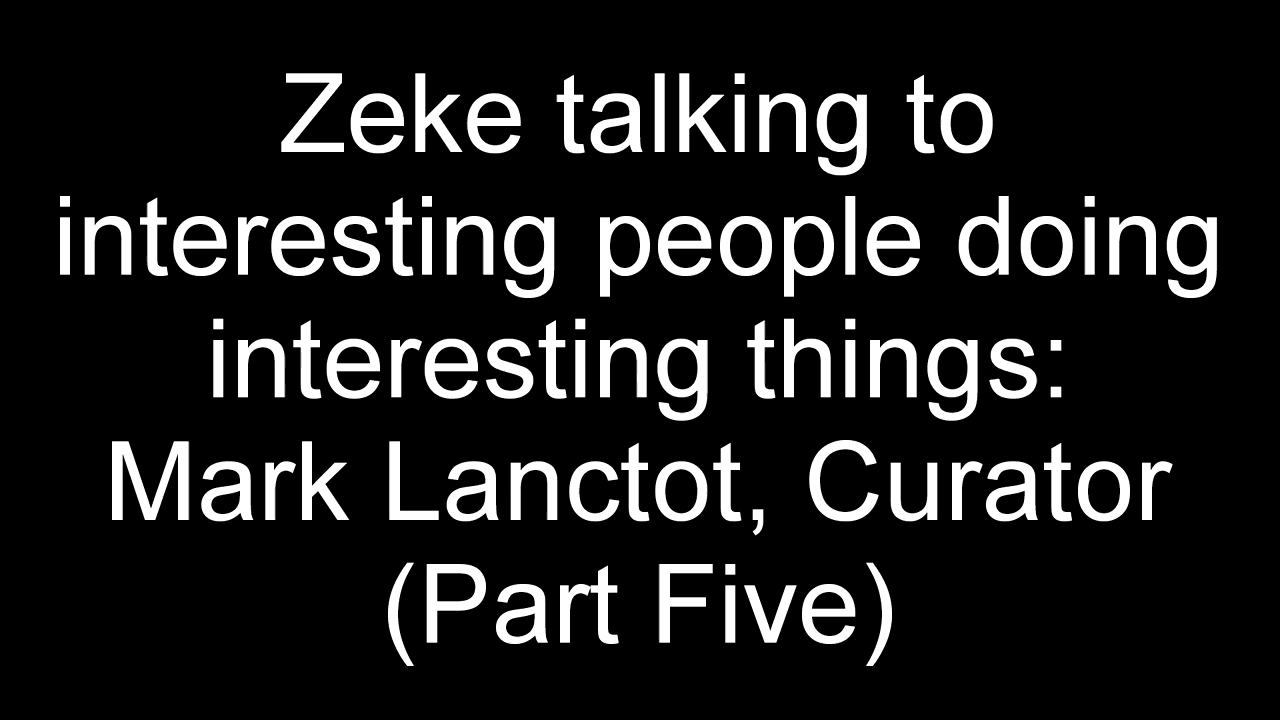 Zeke talking to
interesting people doing
interesting things:
Mark Lanctot, Curator
(Part Five)